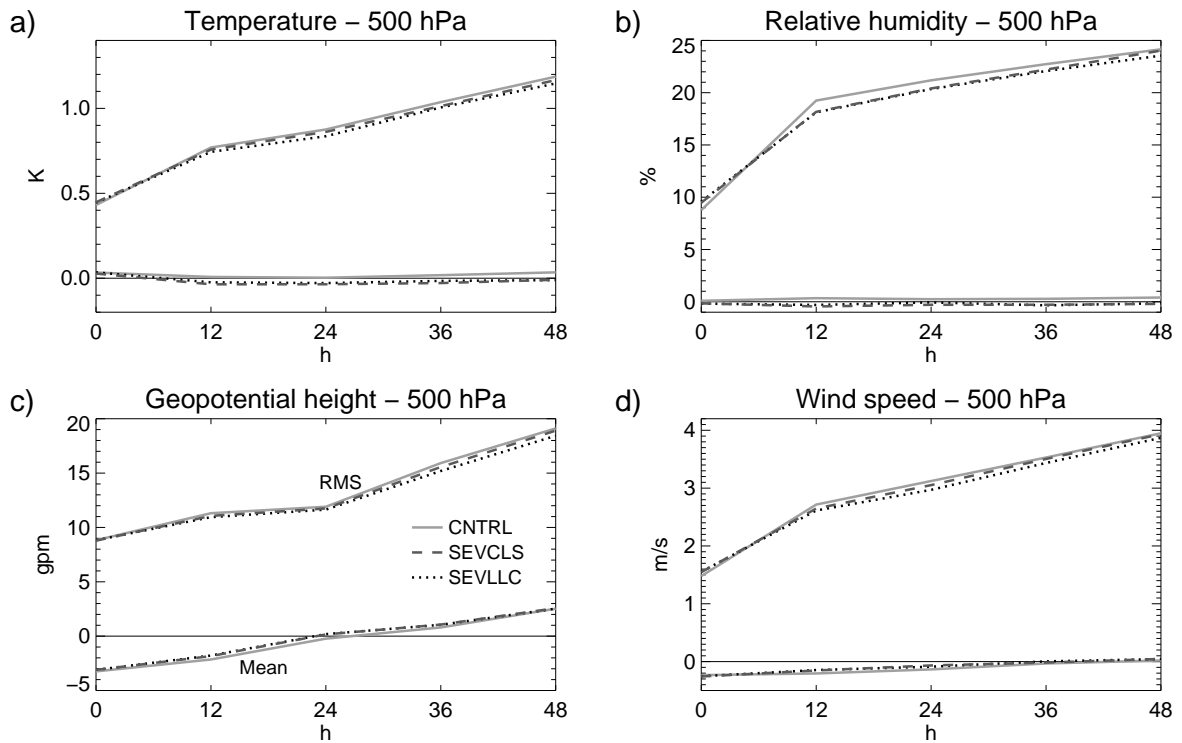 a) Temperature – 500 hPa
1.0
0.5
0.0
K
0 12 24 36 48
h
b) Relative humidity – 500 hPa
25
20
15
10
5
0
%
0 12 24 36 48
h
c) Geopotential height – 500 hPa
20
15
10
5
0
–5
gpm
RMS
CNTRL
SEVCLS
SEVLLC
Mean
0 12 24 36 48
h
d) Wind speed – 500 hPa
4
3
2
1
0
m/s
0 12 24 36 48
h